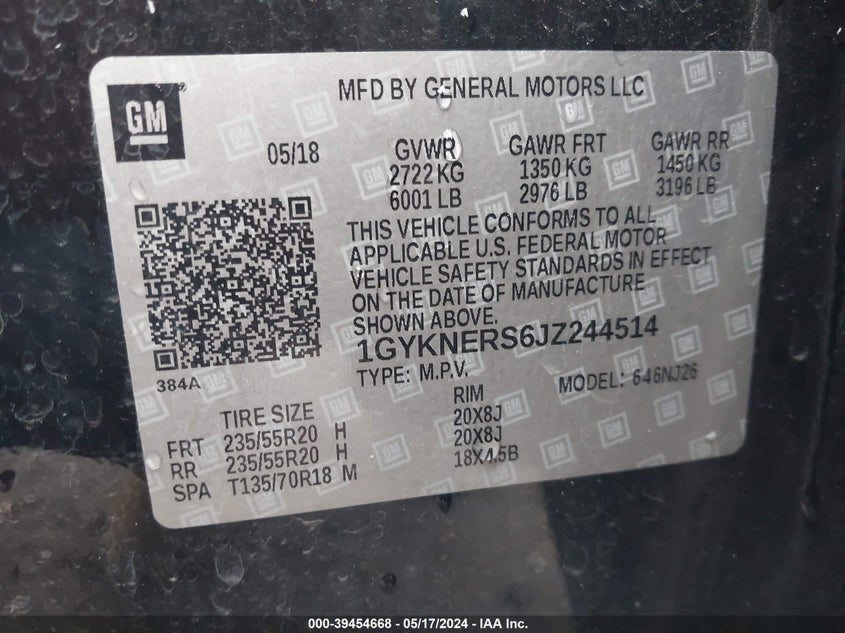 GM
MFD BY GENERAL MOTORS LLC
05/18 GVWR GAWR FRT GAWR RR
2722 KG 1350 KG 1450 KG
6001 LB 2976 LB 3196 LB
THIS VEHICLE CONFORMS TO ALL
APPLICABLE U.S. FEDERAL MOTOR
VEHICLE SAFETY STANDARDS IN EFFECT
ON THE DATE OF MANUFACTURE
SHOWN ABOVE.
1GYKNERS6JZ244514
384A
TYPE: M.P.V. MODEL: 646NJ26
TIRE SIZE RIM
FRT 235/55R20 H 20X8J
RR 235/55R20 H 20X8J
SPA T135/70R18 M 18X4.5B
000-39454668 - 05/17/2024 - IAA Inc.